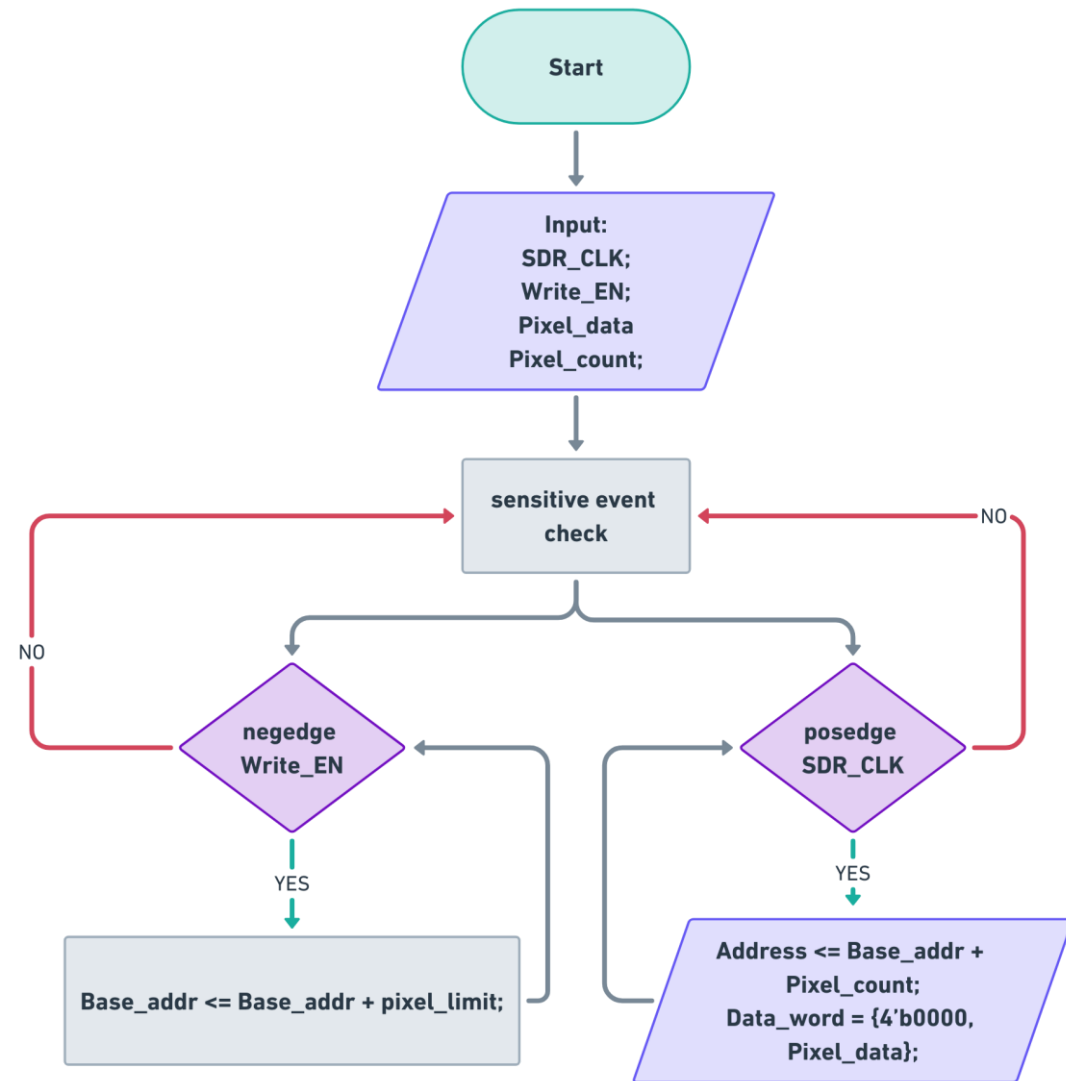 Start
Input:
SDR_CLK;
Write_EN;
Pixel_data
Pixel_count;
sensitive event
check
NO
NO
negedge
Write_EN
posedge
SDR_CLK
YES
YES
Base_addr <= Base_addr + pixel_limit;
Address <= Base_addr +
Pixel_count;
Data_word = {4'b0000,
Pixel_data};